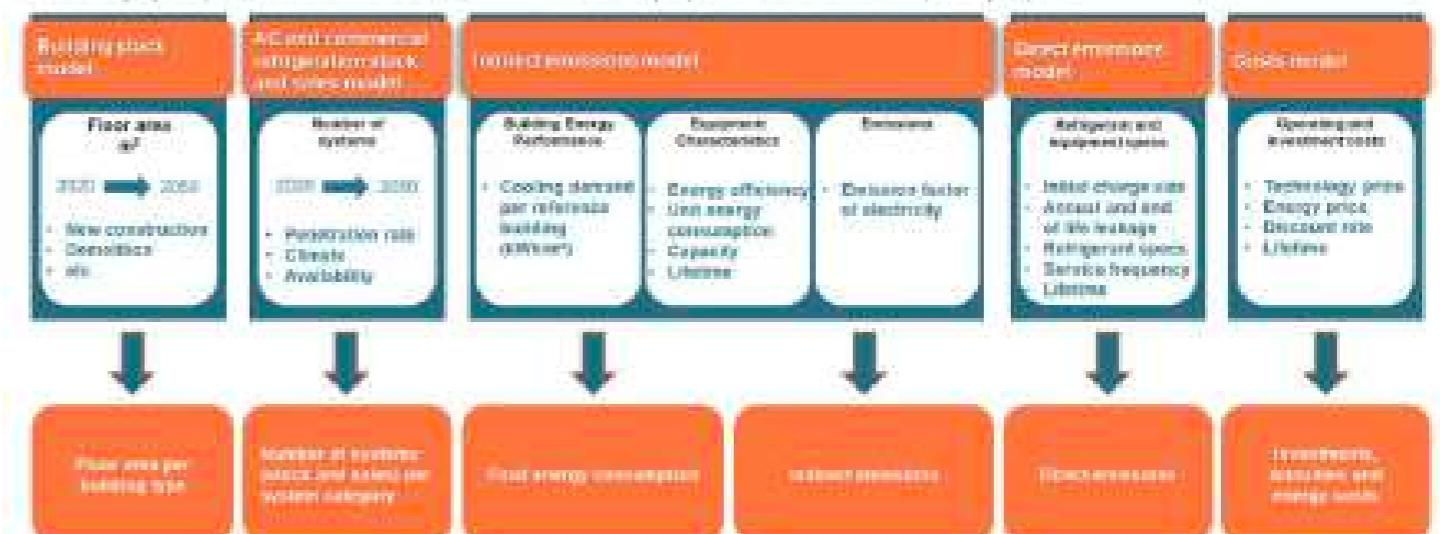 Building stock
model
AC and commercial
refrigeration stock
and sales model
Indirect emissions model
Direct emissions
model
Costs model
Floor area
m²
2020 2050
• New construction
• Demolition
• etc
Number of
systems
2020 2050
• Penetration rate
• Climate
• Availability
Building Energy
Performance
• Cooling demand
per reference
building
(kWh/m²)
Equipment
Characteristics
• Energy efficiency
• Unit energy
consumption
• Capacity
• Lifetime
Emissions
• Emission factor
of electricity
Refrigerant and
equipment specs
• Initial charge size
• Annual and end
of life leakage
• Refrigerant specs
• Service frequency
Lifetime
Operating and
investment costs
• Technology price
• Energy price
• Discount rate
• Lifetime
Floor area per
building type
Number of systems
(stock and sales) per
system category
Final energy consumption
Indirect emissions
Direct emissions
Investments,
and
energy costs